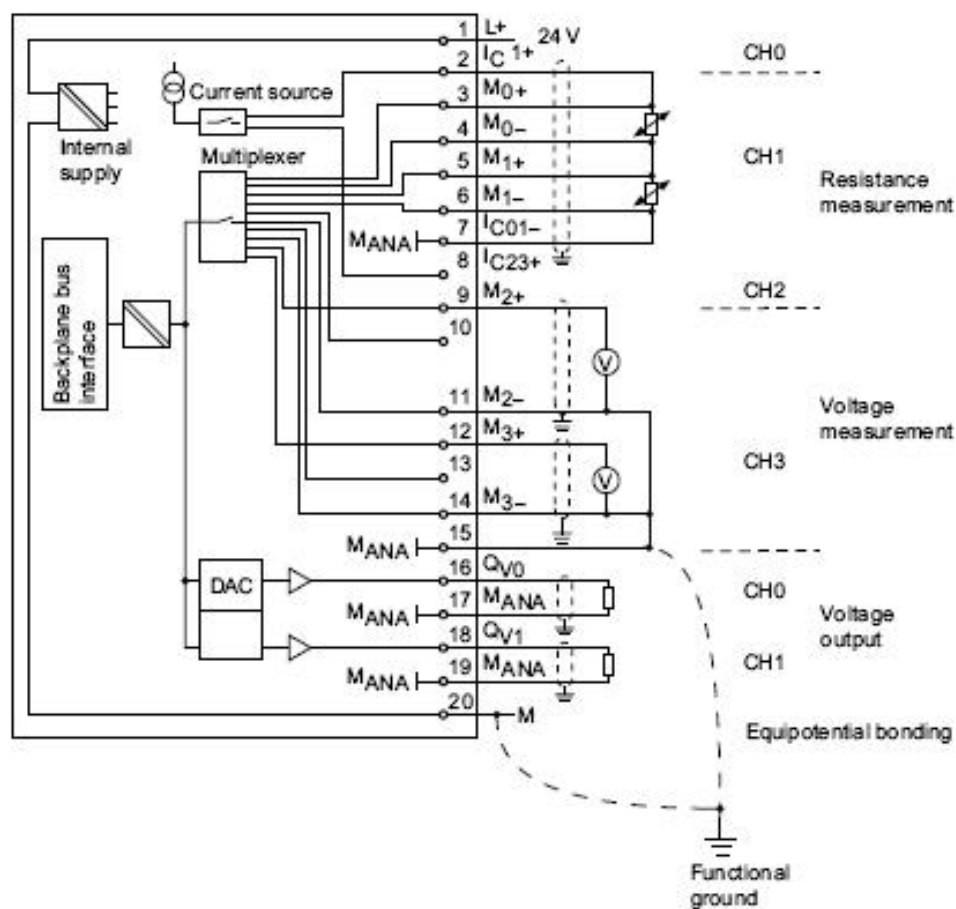 1 L+ 24 V
2 IC 1+ CH0
Current source
3 M0+
4 M0–
Internal supply
Multiplexer
5 M1+ CH1
Resistance measurement
6 M1–
7 IC01–
MANA
8 IC23+
9 M2+ CH2
10
Backplane bus interface
V
11 M2–
Voltage measurement
12 M3+
13 CH3
V
14 M3–
15
MANA
16 QV0
DAC
CH0
17 MANA
MANA
Voltage output
18 QV1
19 MANA CH1
MANA
20 M
Equipotential bonding
Functional ground